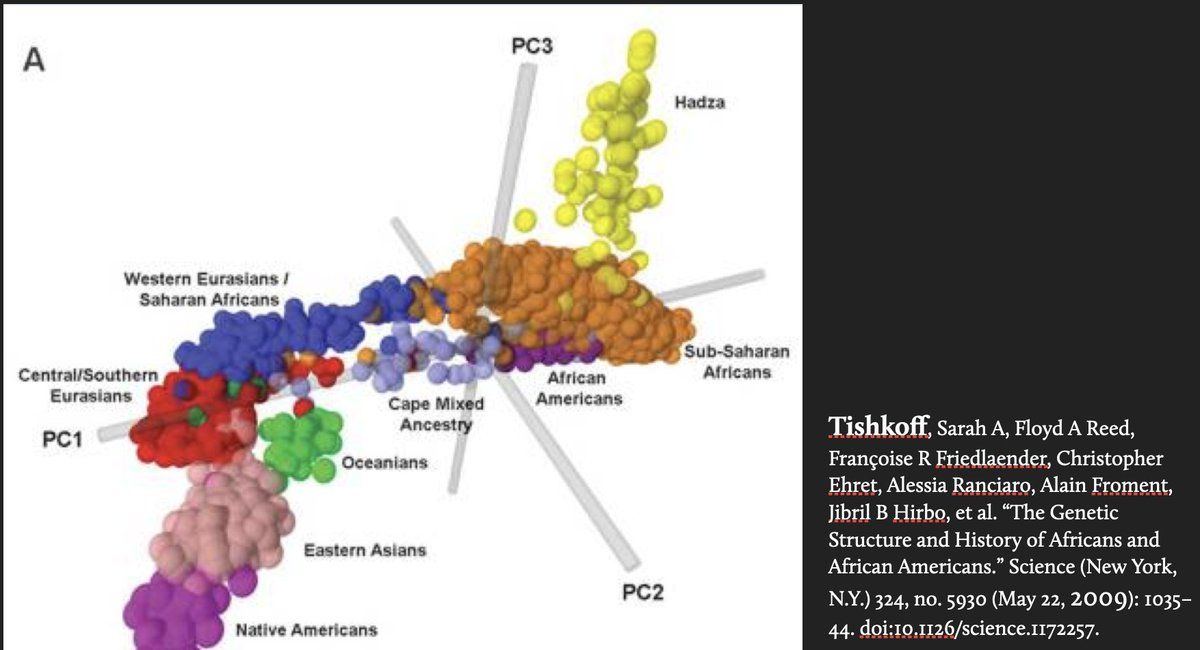 A
PC3
Hadza
Western Eurasians /
Saharan Africans
Central/Southern
Eurasians
PC1
Sub-Saharan
Africans
African
Americans
Cape Mixed
Ancestry
Oceanians
Eastern Asians
PC2
Native Americans
Tishkoff, Sarah A, Floyd A Reed,
Françoise R Friedlaender, Christopher
Ehret, Alessia Ranciaro, Alain Froment,
Jibril B Hirbo, et al. “The Genetic
Structure and History of Africans and
African Americans.” Science (New York,
N.Y.) 324, no. 5930 (May 22, 2009): 1035–
44. doi:10.1126/science.1172257.